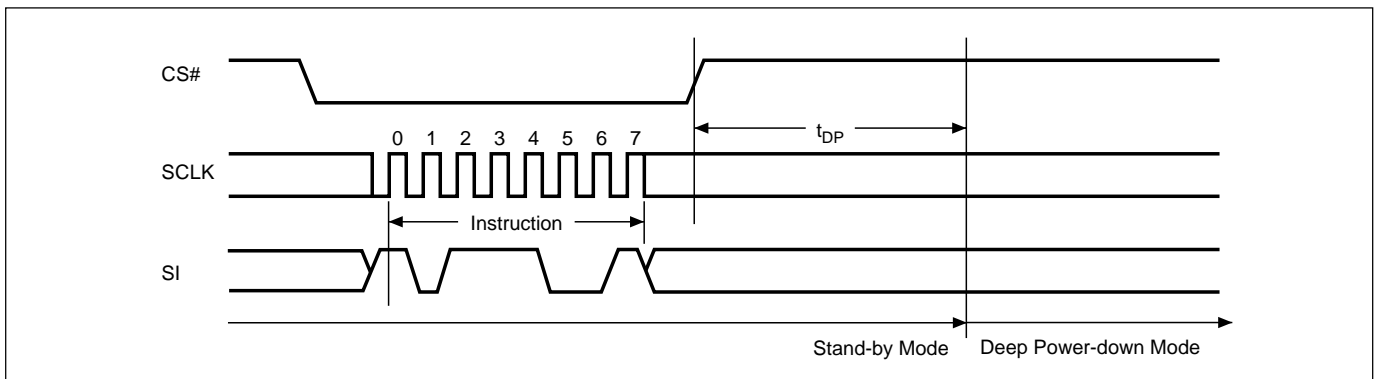 CS#
tDP
0 1 2 3 4 5 6 7
SCLK
Instruction
SI
Stand-by Mode Deep Power-down Mode